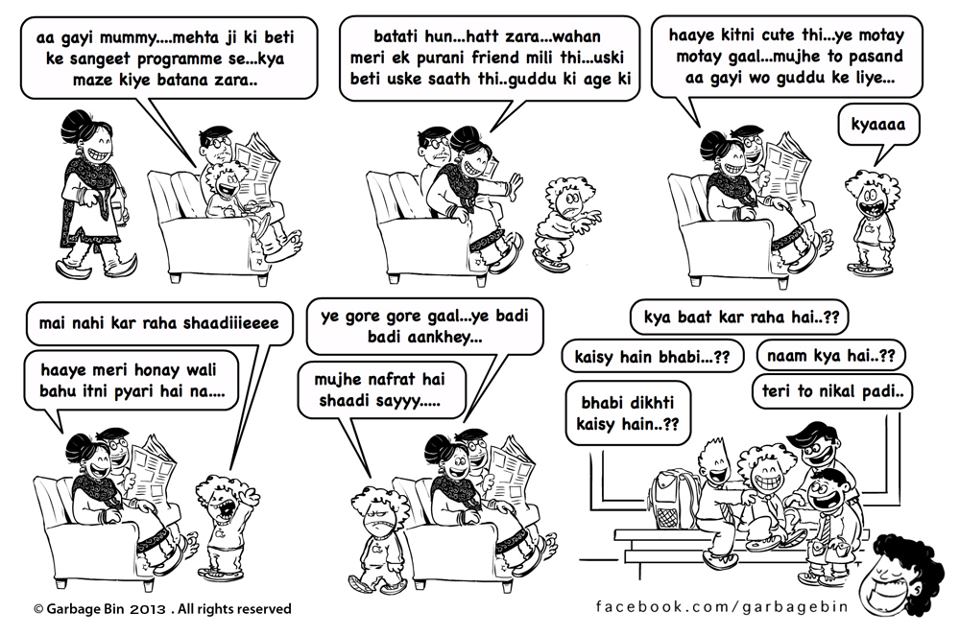 aa gayi mummy....mehta ji ki beti
ke sangeet programme se...kya
maze kiye batana zara..
batati hun...hatt zara...wahan
meri ek purani friend mili thi...uski
beti uske saath thi..guddu ki age ki
haaye kitni cute thi...ye motay
motay gaal...mujhe to pasand
aa gayi wo guddu ke liye...
kyaaaa
mai nahi kar raha shaadiiieeee
haaye meri honay wali
bahu itni pyari hai na....
ye gore gore gaal...ye badi
badi aankhey...
mujhe nafrat hai
shaadi sayyy.....
kya baat kar raha hai..??
kaisy hain bhabi...??
naam kya hai..??
bhabi dikhti
kaisy hain..??
teri to nikal padi..
© Garbage Bin 2013 . All rights reserved
facebook.com/garbagebin